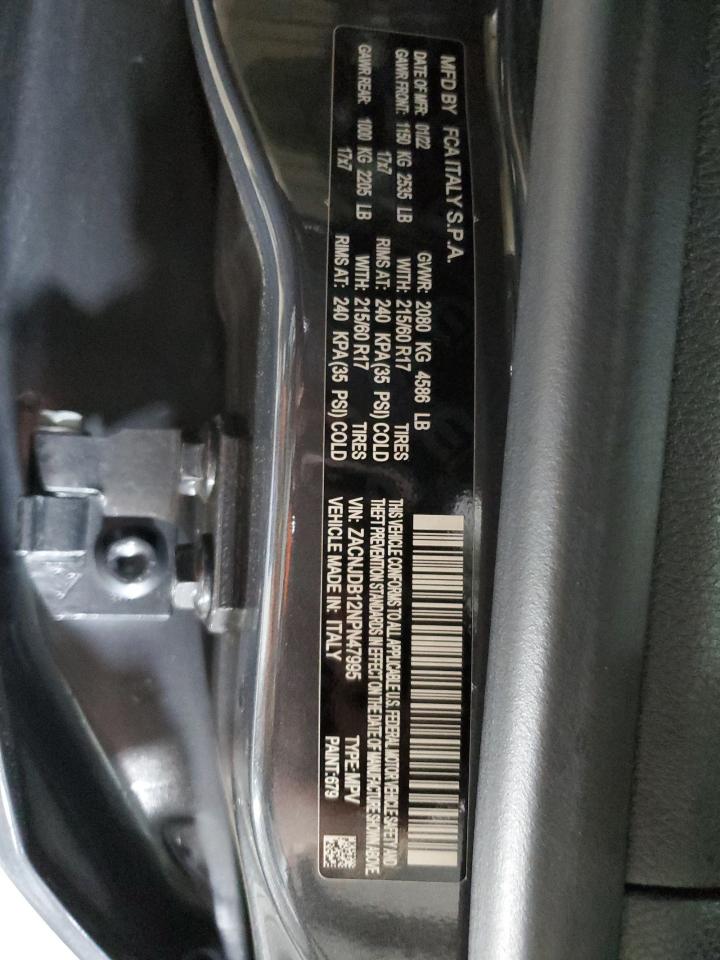 MFD BY FCA ITALY S.P.A.
DATE OF MFR: 01/22 GVWR: 2080 KG 4586 LB
GAWR FRONT: 1150 KG 2535 LB WITH: 215/60 R17 TIRES
17x7 RIMS AT: 240 KPA(35 PSI) COLD
GAWR REAR: 1000 KG 2205 LB WITH: 215/60 R17 TIRES
17x7 RIMS AT: 240 KPA(35 PSI) COLD
THIS VEHICLE CONFORMS TO ALL APPLICABLE U.S. FEDERAL MOTOR VEHICLE SAFETY AND
THEFT PREVENTION STANDARDS IN EFFECT ON THE DATE OF MANUFACTURE SHOWN ABOVE.
VIN: ZACNJDB12NPN47995 TYPE: MPV
VEHICLE MADE IN: ITALY PAINT: 679